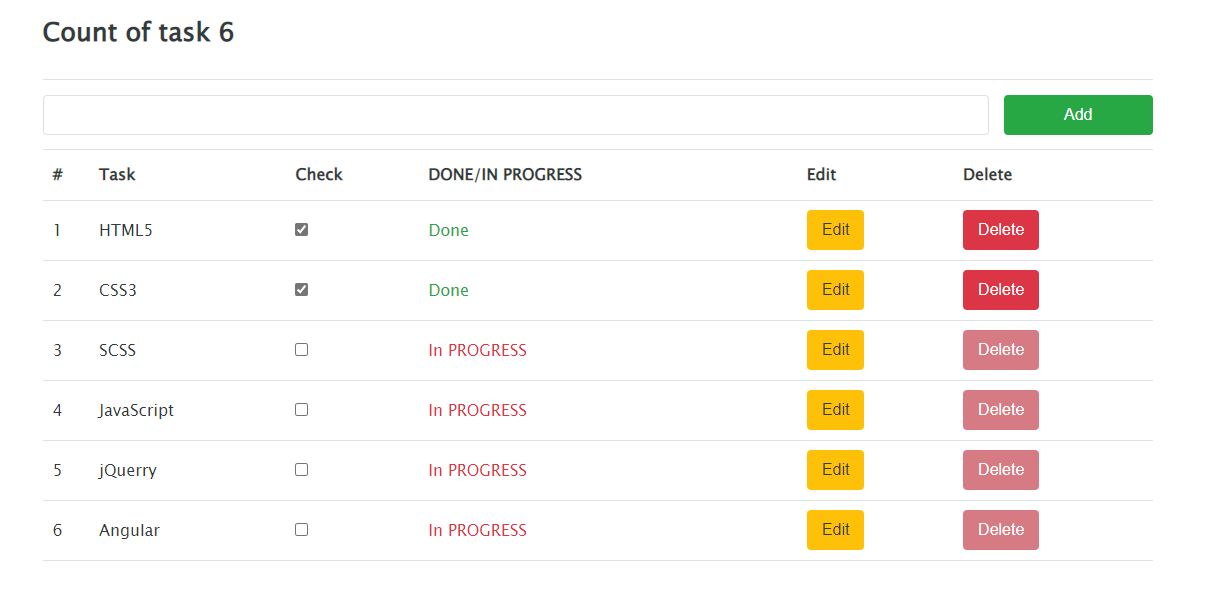 Count of task 6
Add
# Task Check DONE/IN PROGRESS Edit Delete
1 HTML5 Done Edit Delete
2 CSS3 Done Edit Delete
3 SCSS In PROGRESS Edit Delete
4 JavaScript In PROGRESS Edit Delete
5 jQuerry In PROGRESS Edit Delete
6 Angular In PROGRESS Edit Delete